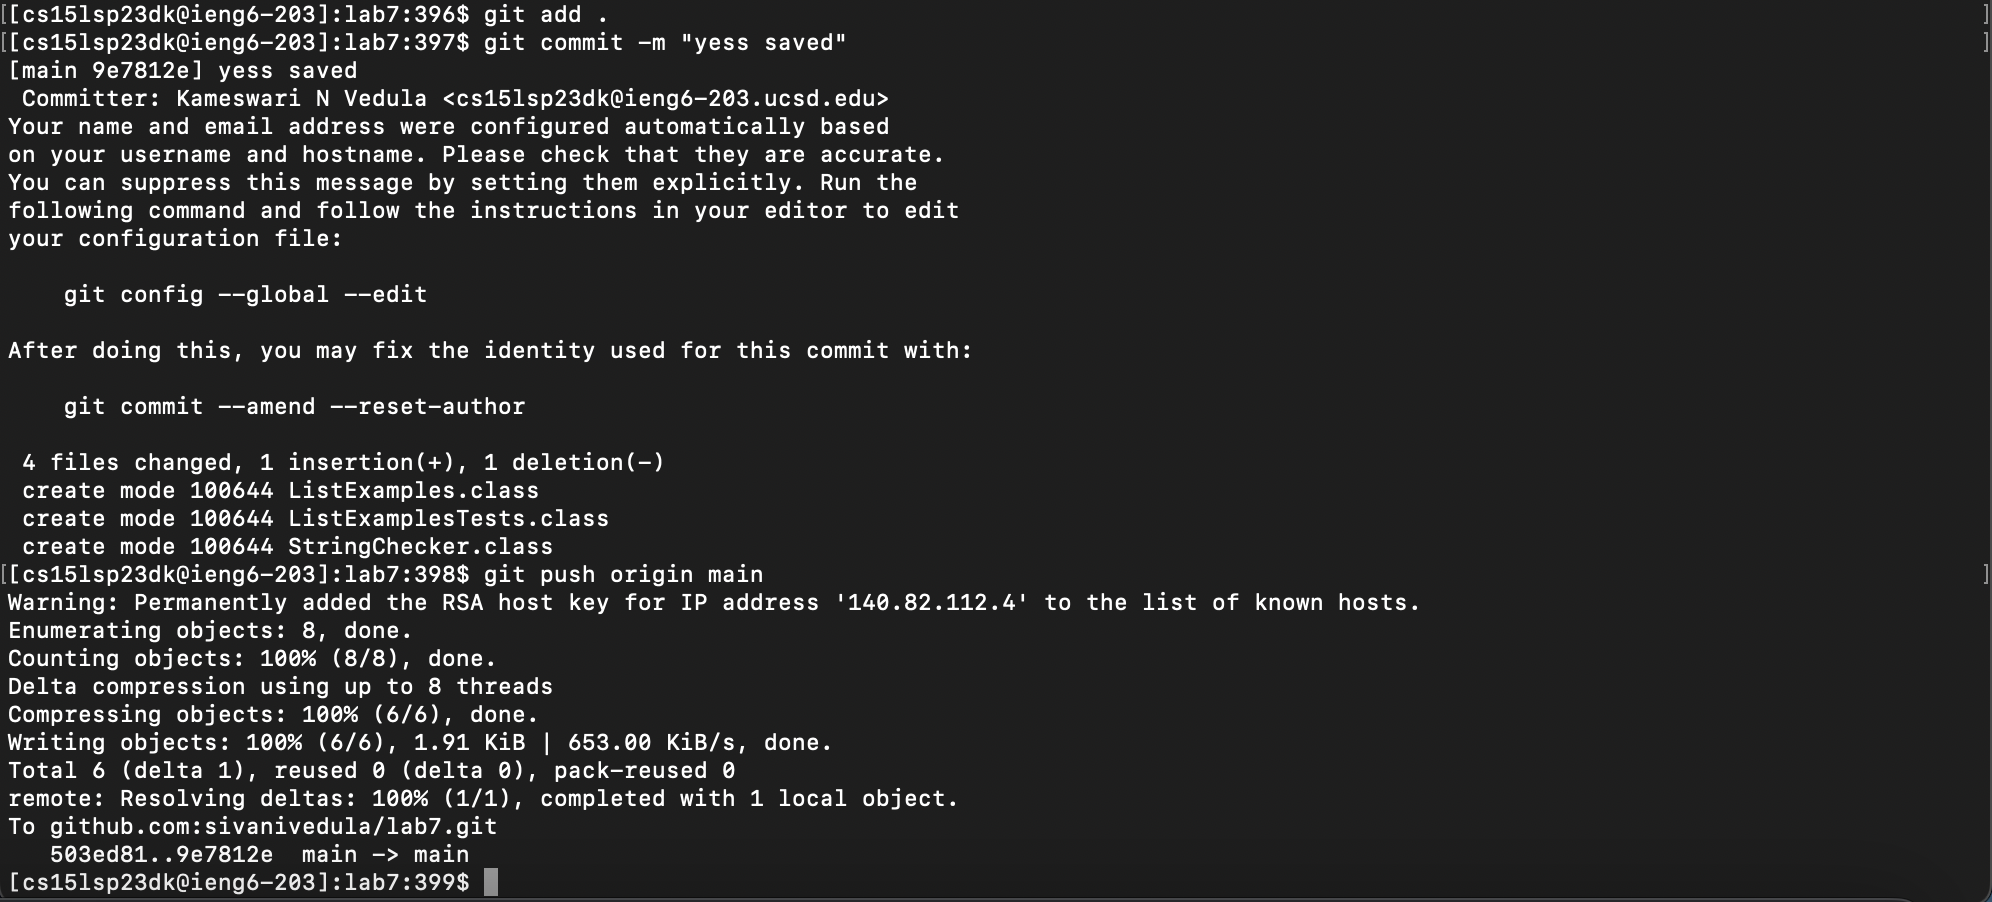 [[cs15lsp23dk@ieng6-203]:lab7:396$ git add . ]
[[cs15lsp23dk@ieng6-203]:lab7:397$ git commit -m "yess saved" ]
[main 9e7812e] yess saved
 Committer: Kameswari N Vedula <cs15lsp23dk@ieng6-203.ucsd.edu>
Your name and email address were configured automatically based
on your username and hostname. Please check that they are accurate.
You can suppress this message by setting them explicitly. Run the
following command and follow the instructions in your editor to edit
your configuration file:

    git config --global --edit

After doing this, you may fix the identity used for this commit with:

    git commit --amend --reset-author

 4 files changed, 1 insertion(+), 1 deletion(-)
 create mode 100644 ListExamples.class
 create mode 100644 ListExamplesTests.class
 create mode 100644 StringChecker.class
[[cs15lsp23dk@ieng6-203]:lab7:398$ git push origin main ]
Warning: Permanently added the RSA host key for IP address '140.82.112.4' to the list of known hosts.
Enumerating objects: 8, done.
Counting objects: 100% (8/8), done.
Delta compression using up to 8 threads
Compressing objects: 100% (6/6), done.
Writing objects: 100% (6/6), 1.91 KiB | 653.00 KiB/s, done.
Total 6 (delta 1), reused 0 (delta 0), pack-reused 0
remote: Resolving deltas: 100% (1/1), completed with 1 local object.
To github.com:sivanivedula/lab7.git
   503ed81..9e7812e  main -> main
[cs15lsp23dk@ieng6-203]:lab7:399$